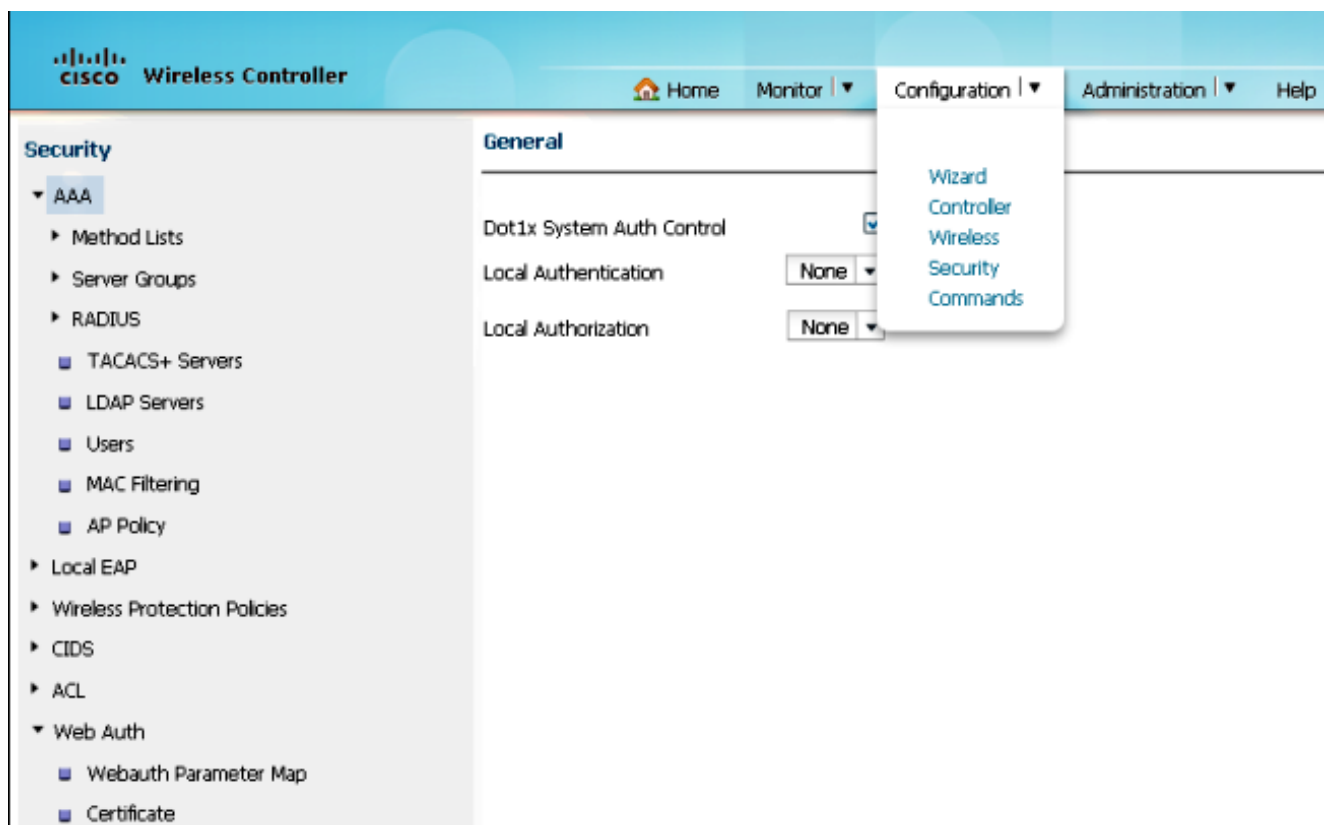 CISCO Wireless Controller
Home Monitor Configuration Administration Help
Security
AAA
Method Lists
Server Groups
RADIUS
TACACS+ Servers
LDAP Servers
Users
MAC Filtering
AP Policy
Local EAP
Wireless Protection Policies
CIDS
ACL
Web Auth
Webauth Parameter Map
Certificate
General
Dot1x System Auth Control
Local Authentication None
Local Authorization None
Wizard
Controller
Wireless
Security
Commands